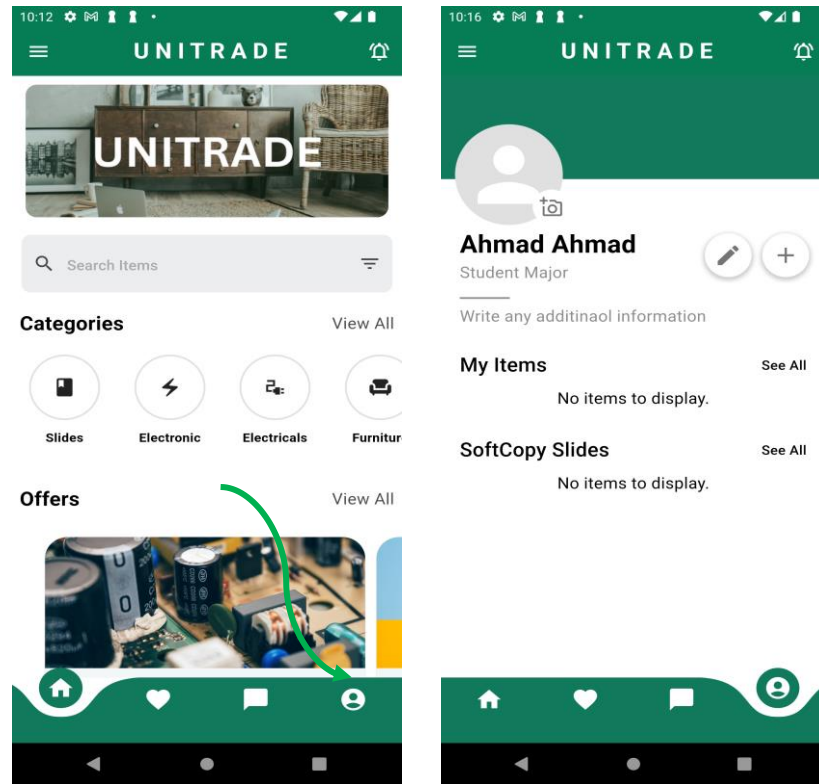 10:12
UNITRADE
UNITRADE
Search Items
Categories View All
Slides Electronic Electricals Furnitur
Offers View All
10:16
UNITRADE
Ahmad Ahmad
Student Major
Write any additinaol information
My Items See All
No items to display.
SoftCopy Slides See All
No items to display.